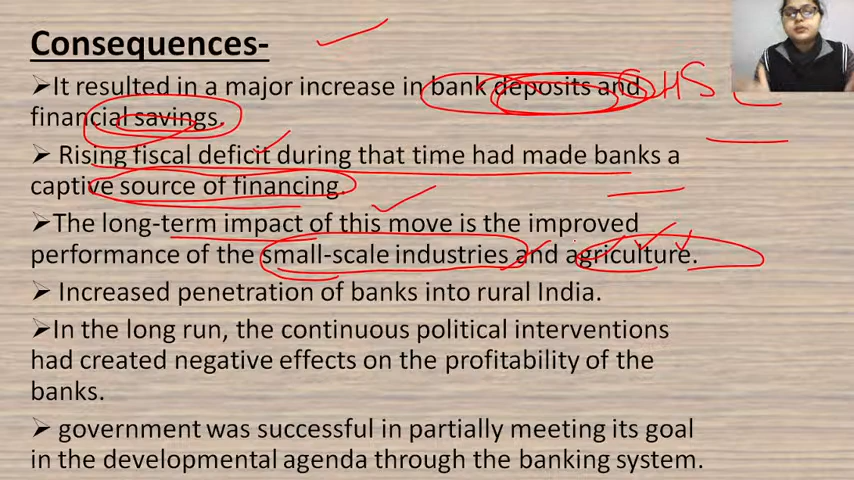 Consequences-
➢It resulted in a major increase in bank deposits and
financial savings.
➢ Rising fiscal deficit during that time had made banks a
captive source of financing.
➢The long-term impact of this move is the improved
performance of the small-scale industries and agriculture.
➢ Increased penetration of banks into rural India.
➢In the long run, the continuous political interventions
had created negative effects on the profitability of the
banks.
➢ government was successful in partially meeting its goal
in the developmental agenda through the banking system.